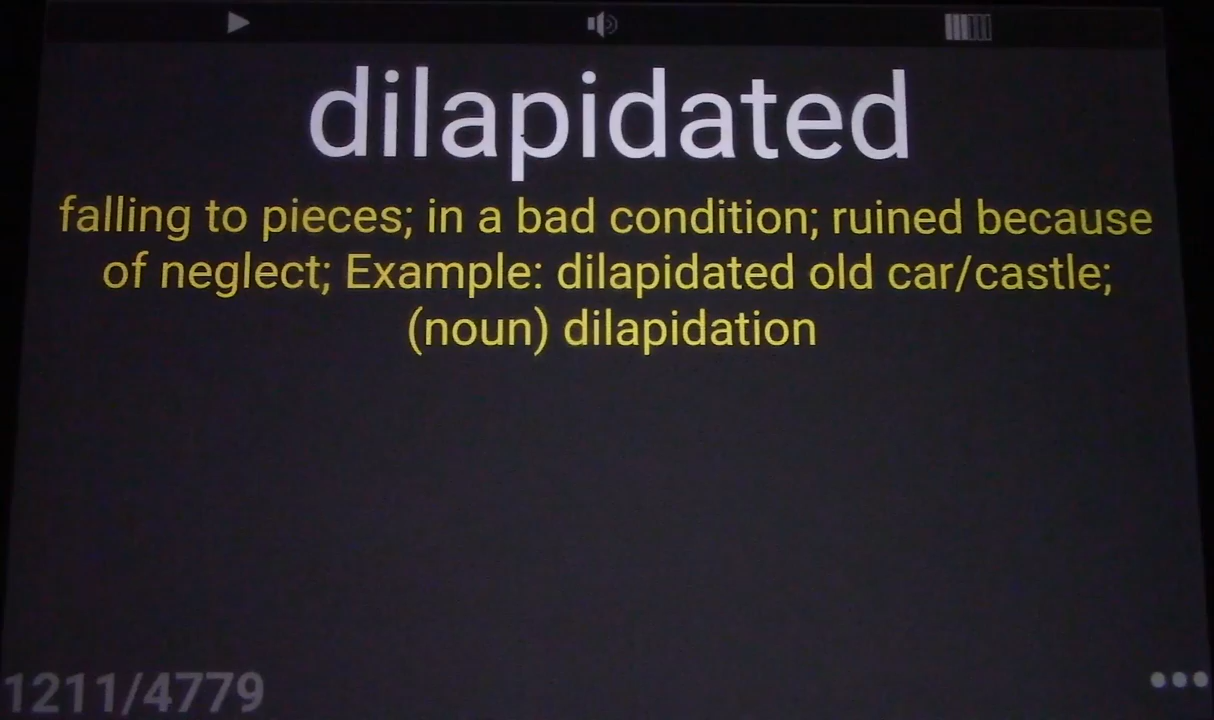 dilapidated
falling to pieces; in a bad condition; ruined because
of neglect; Example: dilapidated old car/castle;
(noun) dilapidation
1211/4779